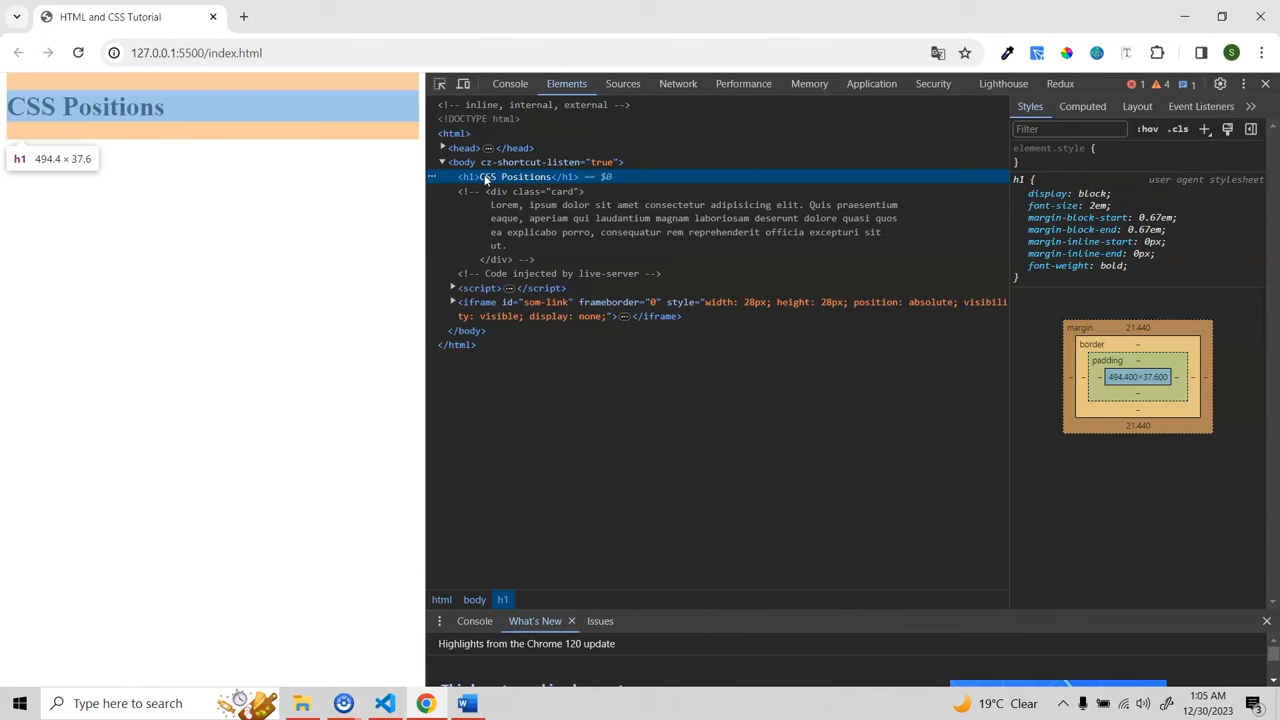 HTML and CSS Tutorial
127.0.0.1:5500/index.html
S
CSS Positions
h1 494.4 × 37.6
Console Elements Sources Network Performance Memory Application Security Lighthouse Redux 1 4 1
<!-- inline, internal, external -->
<!DOCTYPE html>
<html>
<head> … </head>
<body cz-shortcut-listen="true">
… <h1>CSS Positions</h1> == $0
<!-- <div class="card">
Lorem, ipsum dolor sit amet consectetur adipisicing elit. Quis praesentium
eaque, aperiam qui laudantium magnam laboriosam deserunt dolore quasi quos
ea explicabo porro, consequatur rem reprehenderit officia excepturi sit
ut.
</div> -->
<!-- Code injected by live-server -->
<script> … </script>
<iframe id="som-link" frameborder="0" style="width: 28px; height: 28px; position: absolute; visibili
ty: visible; display: none;"> … </iframe>
</body>
</html>
html body h1
Styles Computed Layout Event Listeners
Filter :hov .cls
element.style {
}
h1 { user agent stylesheet
display: block;
font-size: 2em;
margin-block-start: 0.67em;
margin-block-end: 0.67em;
margin-inline-start: 0px;
margin-inline-end: 0px;
font-weight: bold;
}
margin 21.440
border –
padding –
– – – 494.400×37.600 – – –
–
–
21.440
Console What's New Issues
Highlights from the Chrome 120 update
Type here to search
19°C Clear
1:05 AM
12/30/2023
3